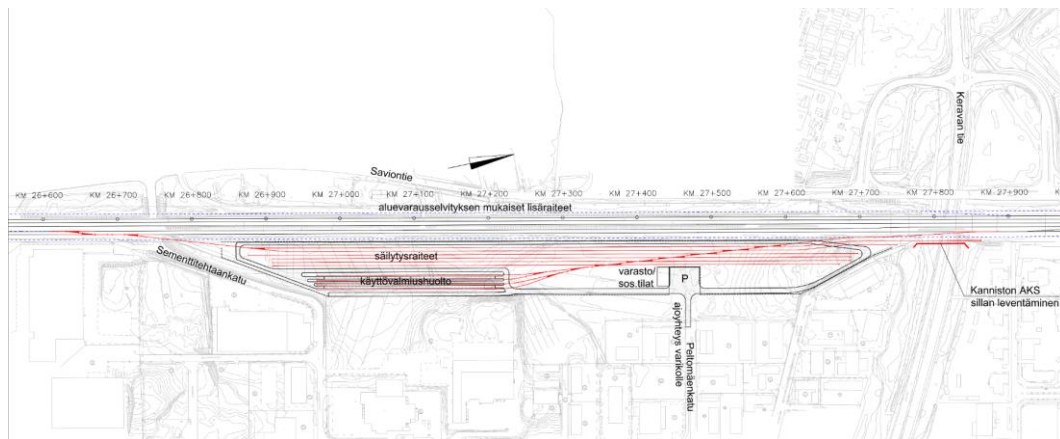 Keravan tie
Saviontie
KM 26+600 KM 26+700 KM 26+800 KM 26+900 KM 27+000 KM 27+100 KM 27+200 KM 27+300 KM 27+400 KM 27+500 KM 27+600 KM 27+700 KM 27+800 KM 27+900 KM
aluevarausselvityksen mukaiset lisäraiteet
Sementtitehtaankatu
säilytysraiteet
käyttövalmiushuolto
varasto/
sos.tilat
P
Kanniston AKS
sillan leventäminen
Peltomäenkatu
ajoyhteys varikolle